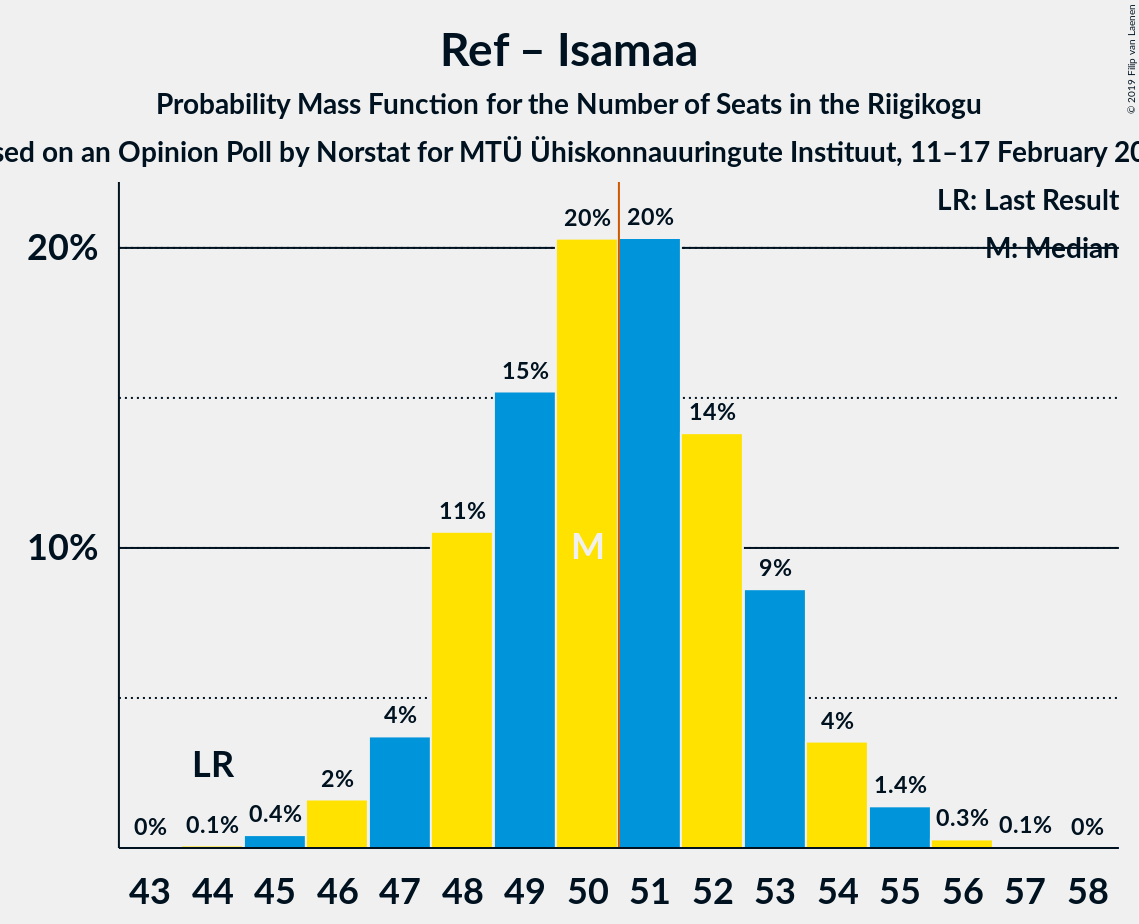 Ref – Isamaa
Probability Mass Function for the Number of Seats in the Riigikogu
sed on an Opinion Poll by Norstat for MTÜ Ühiskonnauuringute Instituut, 11–17 February 20
© 2019 Filip van Laenen
LR: Last Result
M: Median
20%
10%
0%
0.1%
0.4%
2%
4%
11%
15%
20%
20%
14%
9%
4%
1.4%
0.3%
0.1%
0%
LR
M
43 44 45 46 47 48 49 50 51 52 53 54 55 56 57 58